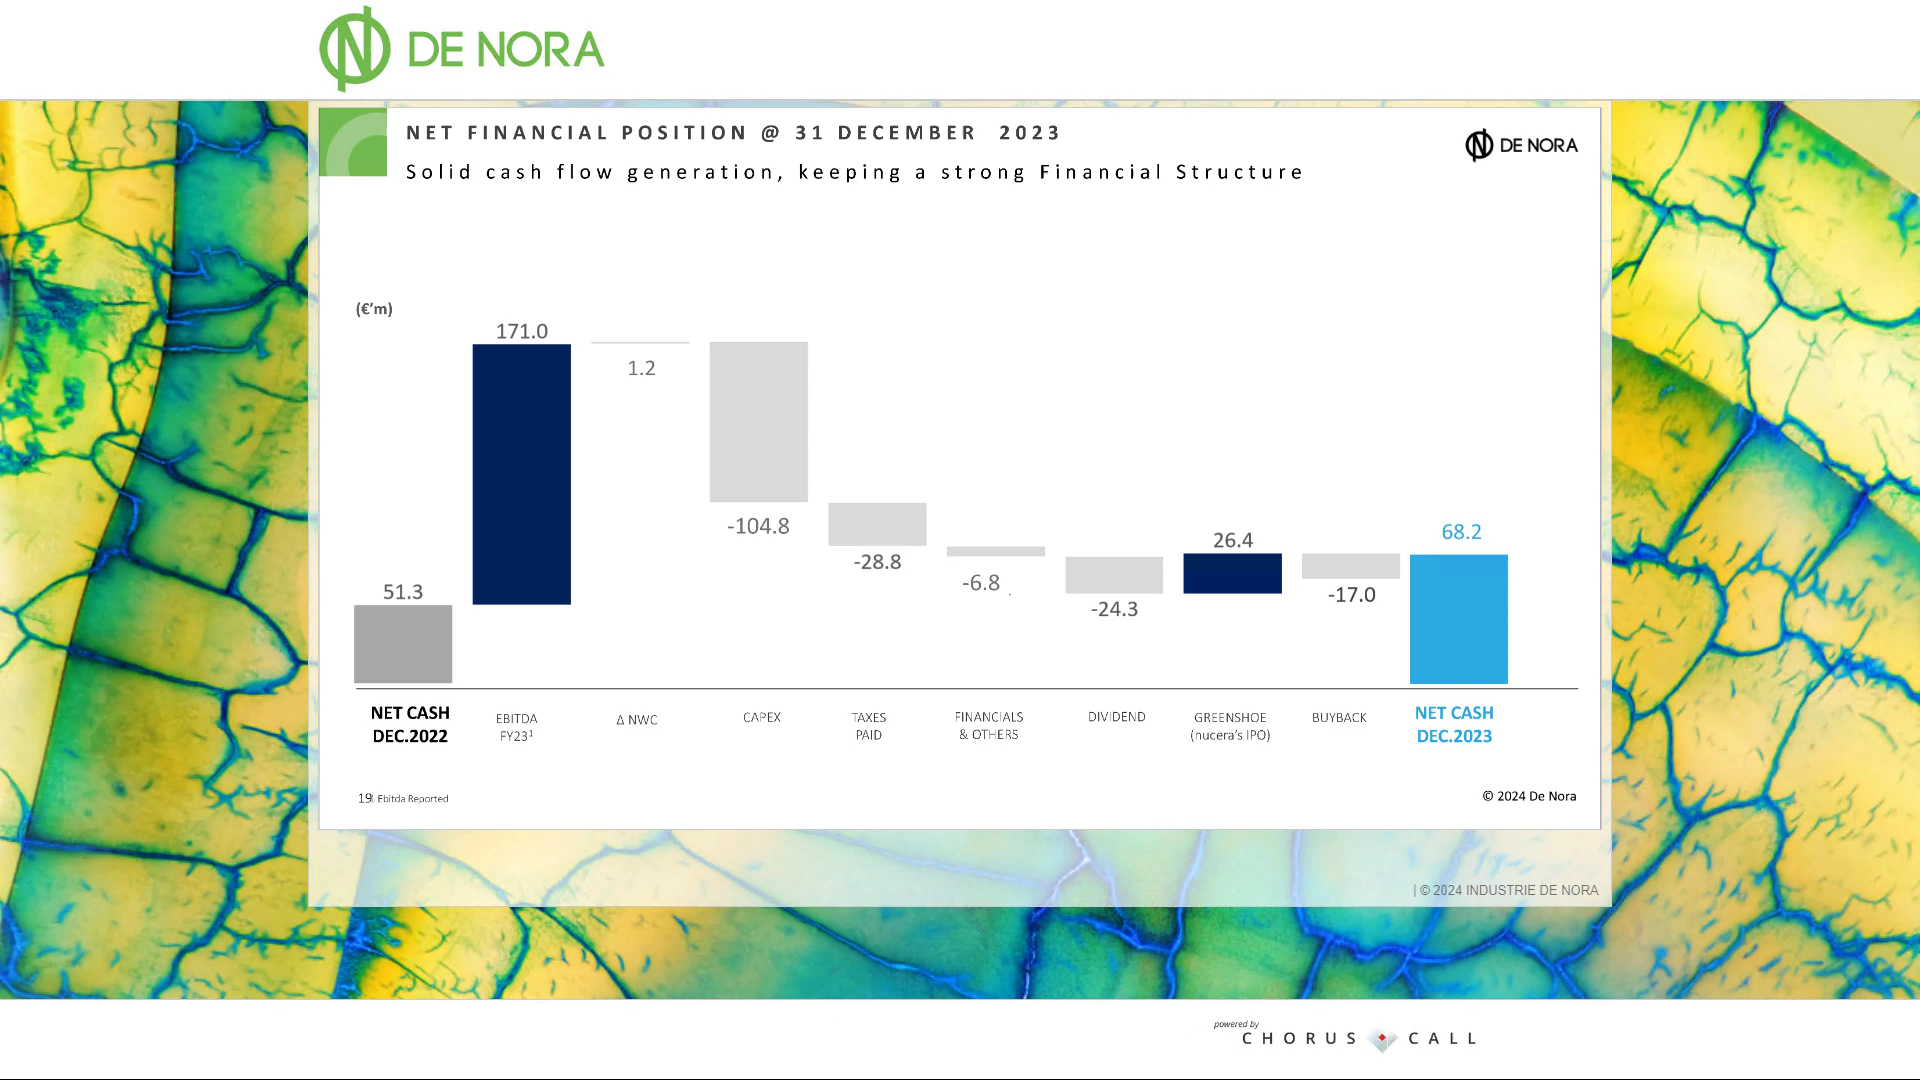 DE NORA
NET FINANCIAL POSITION @ 31 DECEMBER 2023
DE NORA
Solid cash flow generation, keeping a strong Financial Structure
(€'m)
171.0
1.2
-104.8
-28.8
-6.8
-24.3
26.4
-17.0
68.2
51.3
NET CASH
DEC.2022
EBITDA
FY23¹
Δ NWC
CAPEX
TAXES
PAID
FINANCIALS
& OTHERS
DIVIDEND
GREENSHOE
(nucera's IPO)
BUYBACK
NET CASH
DEC.2023
19
1 Ebitda Reported
© 2024 De Nora
| © 2024 INDUSTRIE DE NORA
powered by
CHORUS CALL